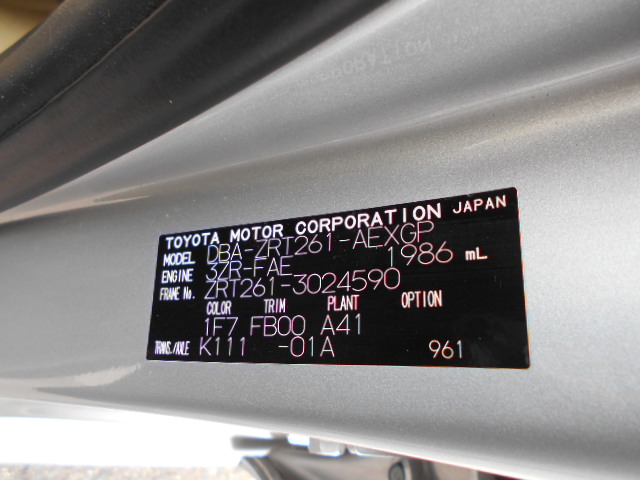 TOYOTA MOTOR CORPORATION JAPAN
MODEL DBA-ZRT261-AEXGP
ENGINE 3ZR-FAE 1986 mL
FRAME No. ZRT261-3024590
COLOR TRIM PLANT OPTION
1F7 FB00 A41
TRANS./AXLE K111 -01A 961